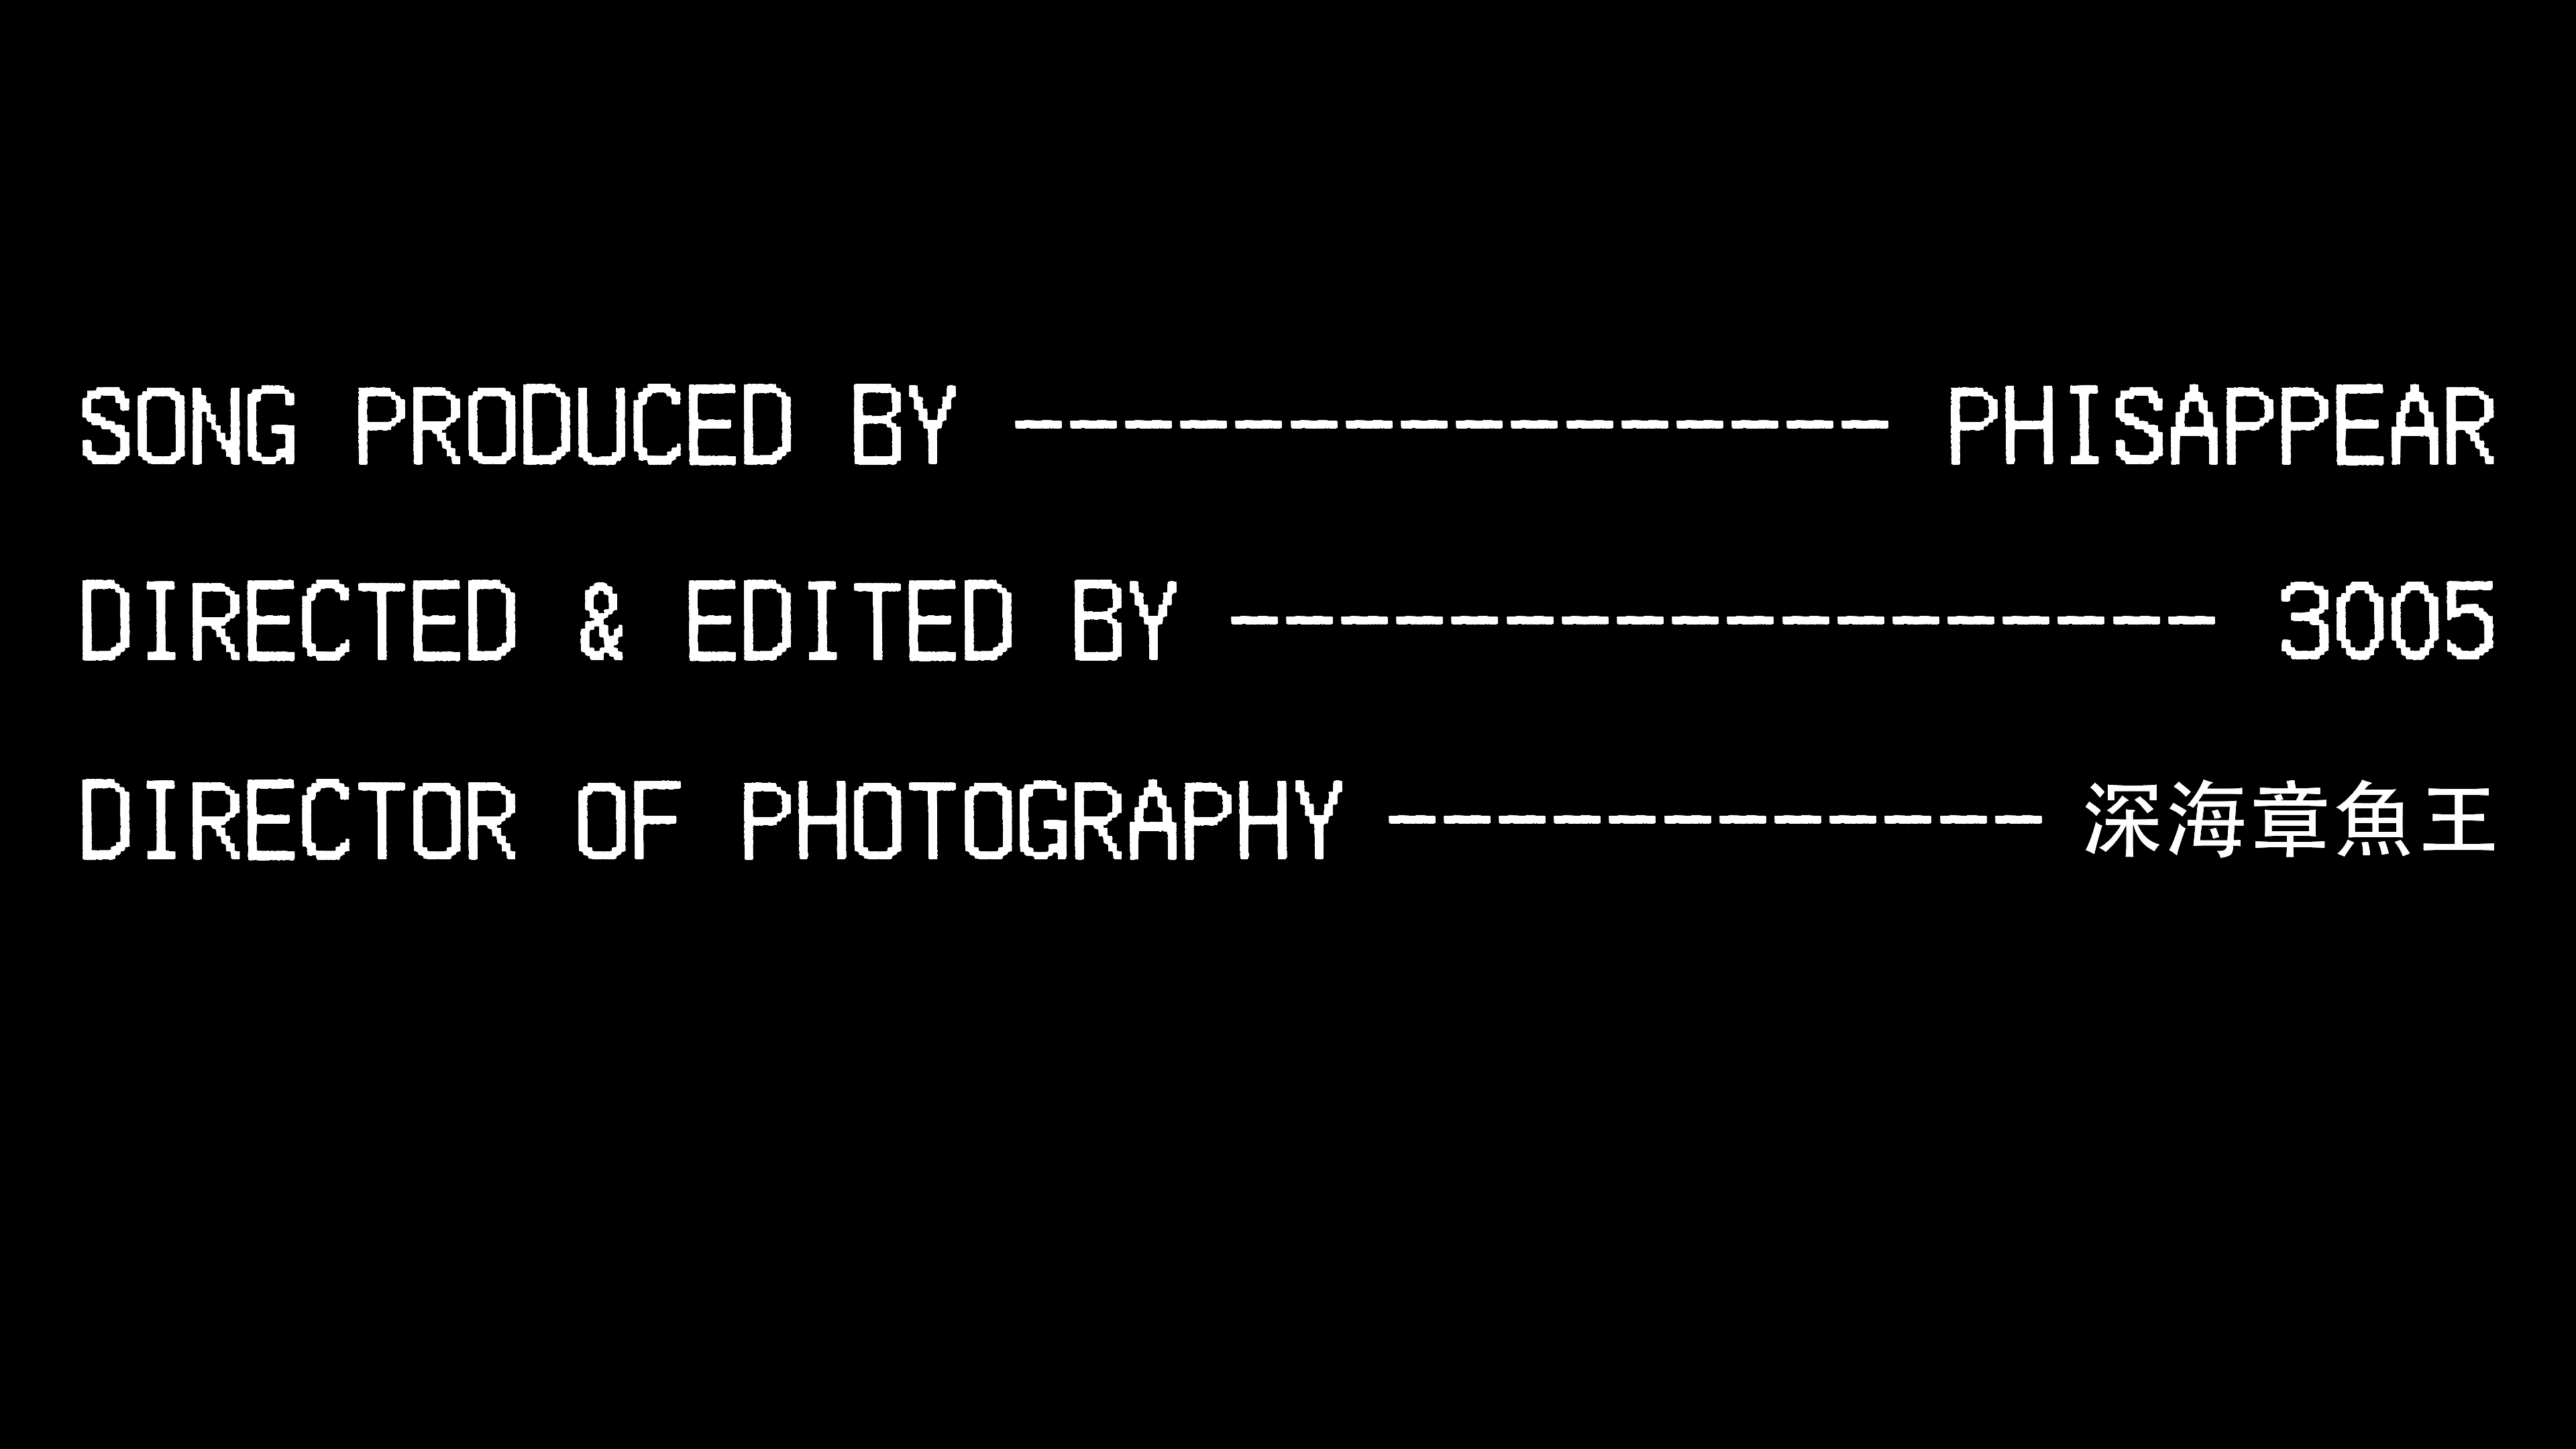 SONG PRODUCED BY ---------------- PHISAPPEAR
DIRECTED & EDITED BY ------------------ 3005
DIRECTOR OF PHOTOGRAPHY ------------ 深海章魚王